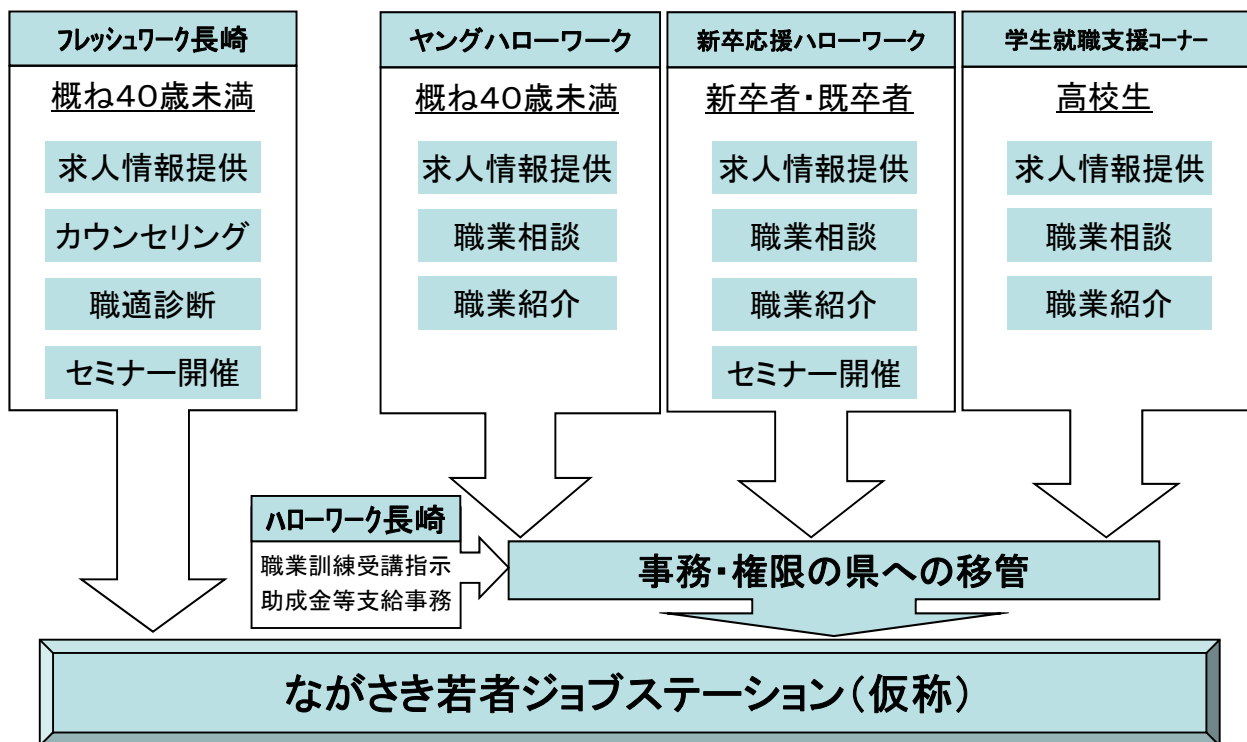 フレッシュワーク長崎
概ね40歳未満
求人情報提供
カウンセリング
職適診断
セミナー開催
ヤングハローワーク
概ね40歳未満
求人情報提供
職業相談
職業紹介
新卒応援ハローワーク
新卒者・既卒者
求人情報提供
職業相談
職業紹介
セミナー開催
学生就職支援コーナー
高校生
求人情報提供
職業相談
職業紹介
ハローワーク長崎
職業訓練受講指示
助成金等支給事務
事務・権限の県への移管
ながさき若者ジョブステーション(仮称)